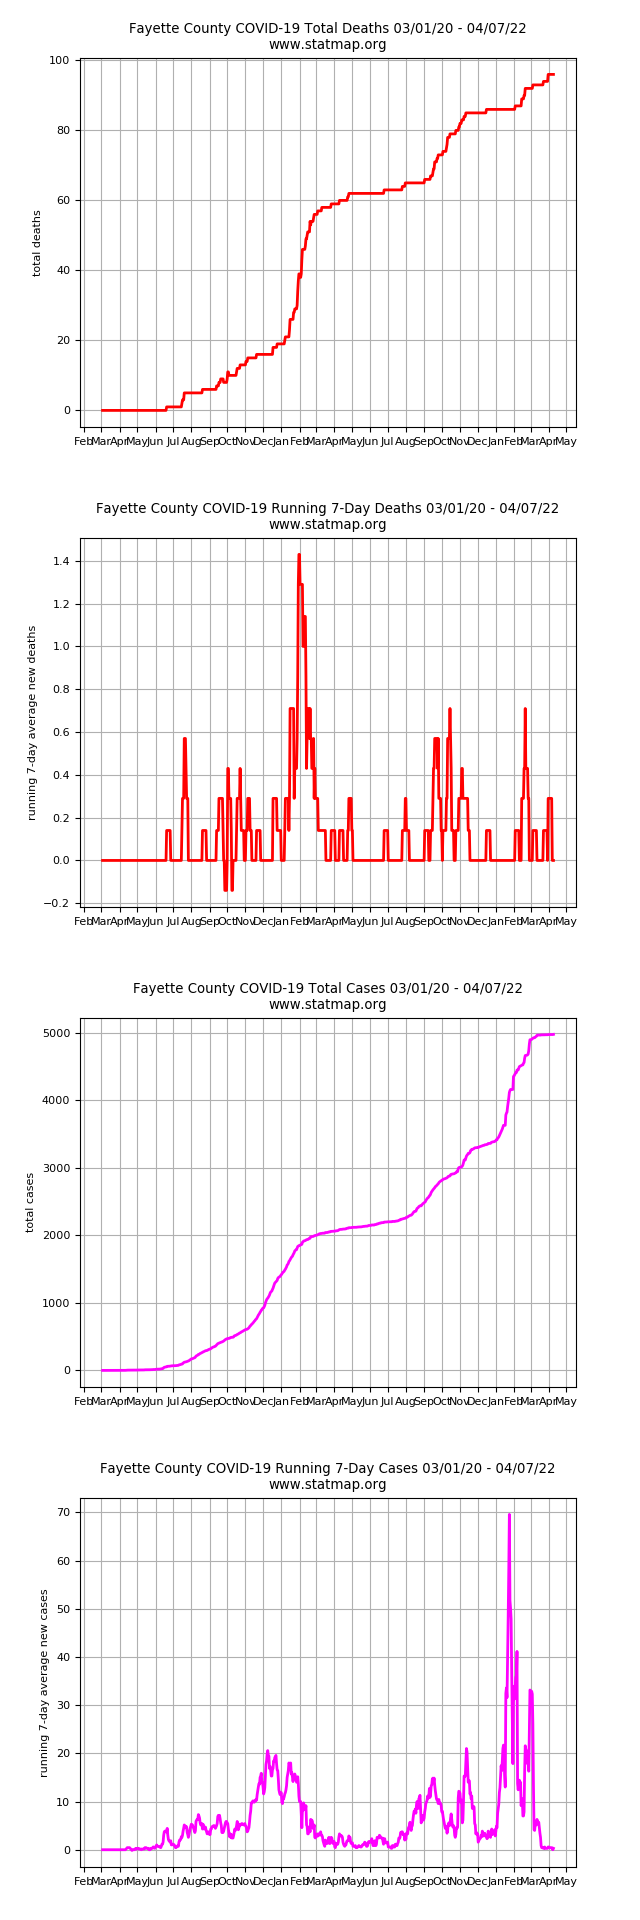 Fayette County COVID-19 Total Deaths 03/01/20 - 04/07/22
www.statmap.org
100
80
60
40
20
0
total deaths
Feb Mar Apr May Jun Jul Aug Sep Oct Nov Dec Jan Feb Mar Apr May Jun Jul Aug Sep Oct Nov Dec Jan Feb Mar Apr May
Fayette County COVID-19 Running 7-Day Deaths 03/01/20 - 04/07/22
www.statmap.org
1.4
1.2
1.0
0.8
0.6
0.4
0.2
0.0
−0.2
running 7-day average new deaths
Feb Mar Apr May Jun Jul Aug Sep Oct Nov Dec Jan Feb Mar Apr May Jun Jul Aug Sep Oct Nov Dec Jan Feb Mar Apr May
Fayette County COVID-19 Total Cases 03/01/20 - 04/07/22
www.statmap.org
5000
4000
3000
2000
1000
0
total cases
Feb Mar Apr May Jun Jul Aug Sep Oct Nov Dec Jan Feb Mar Apr May Jun Jul Aug Sep Oct Nov Dec Jan Feb Mar Apr May
Fayette County COVID-19 Running 7-Day Cases 03/01/20 - 04/07/22
www.statmap.org
70
60
50
40
30
20
10
0
running 7-day average new cases
Feb Mar Apr May Jun Jul Aug Sep Oct Nov Dec Jan Feb Mar Apr May Jun Jul Aug Sep Oct Nov Dec Jan Feb Mar Apr May